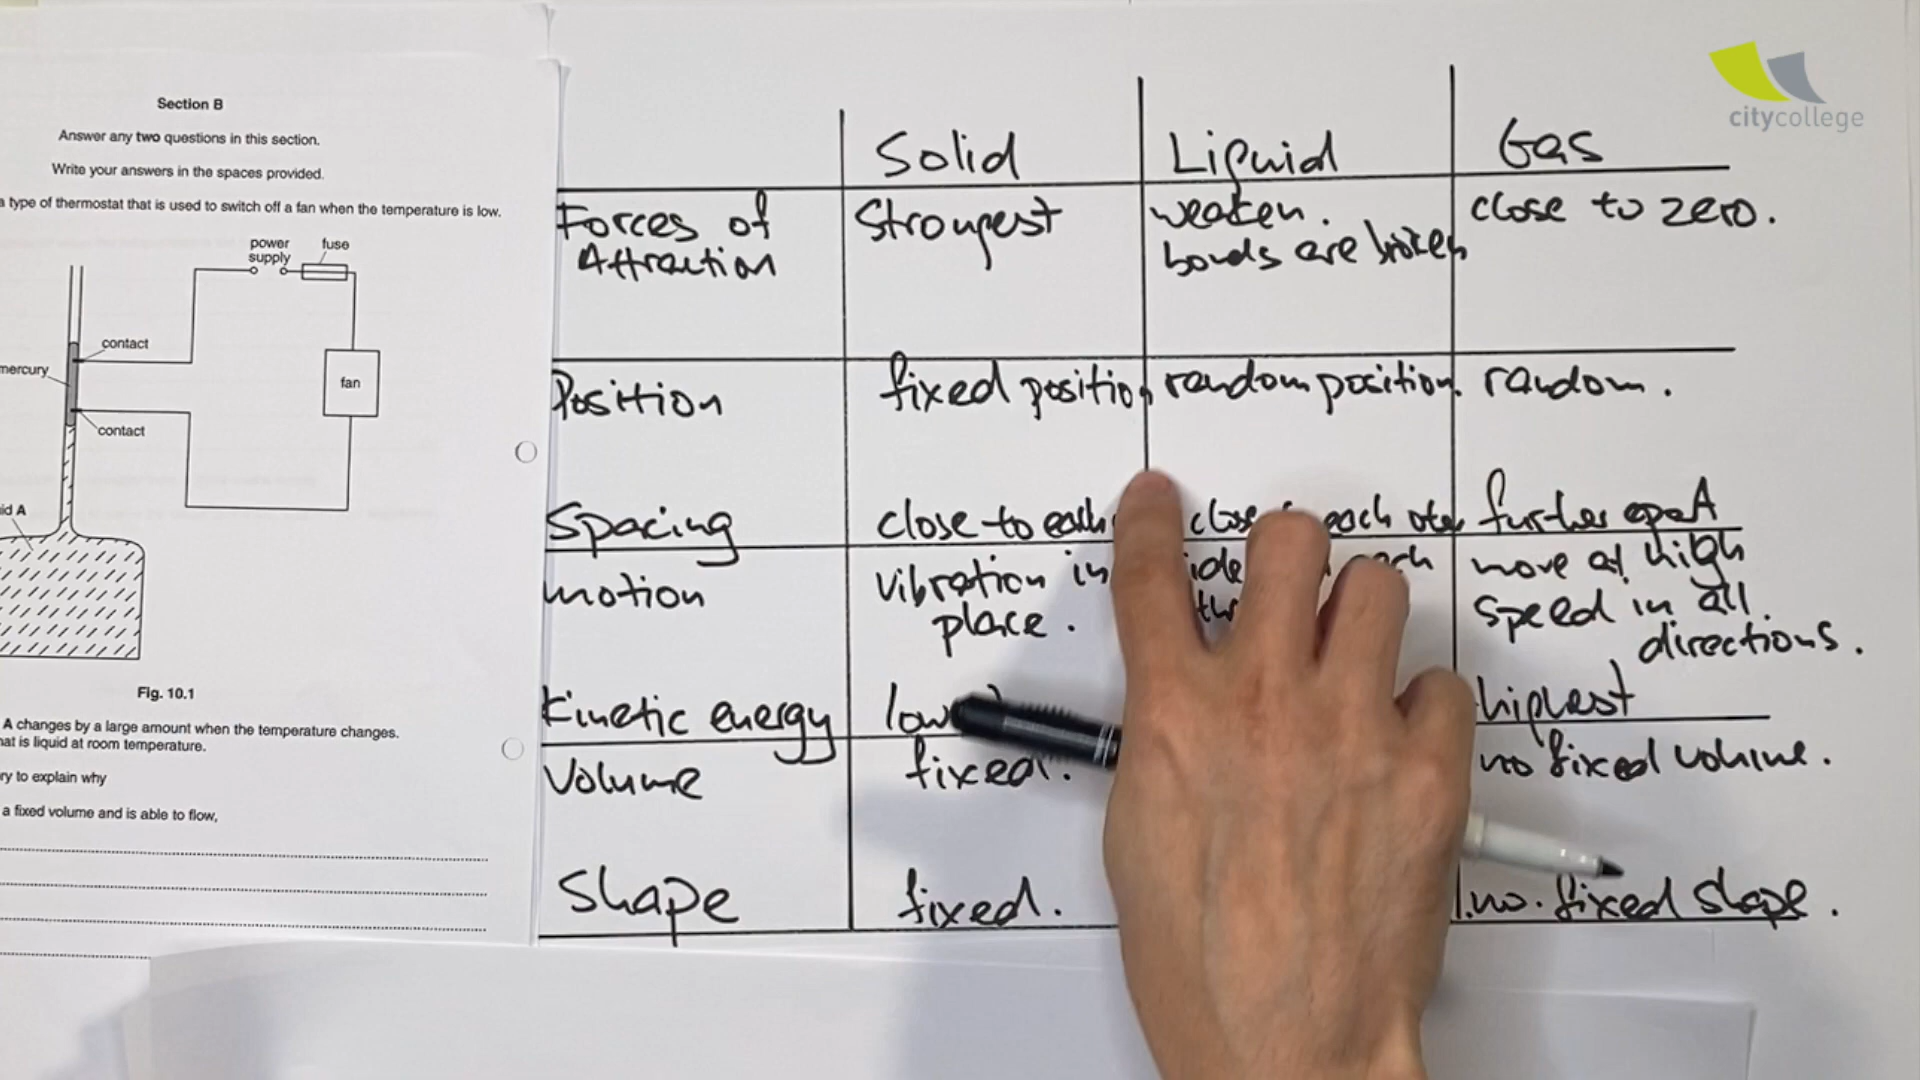 citycollege
Section B
Answer any two questions in this section.
Write your answers in the spaces provided.
a type of thermostat that is used to switch off a fan when the temperature is low.
power
supply
fuse
contact
mercury
fan
contact
id A
Fig. 10.1
A changes by a large amount when the temperature changes.
hat is liquid at room temperature.
ry to explain why
a fixed volume and is able to flow,
Solid Liquid Gas
Forces of Attraction
Strongest
weaken.
bonds are broken
close to zero.
Position fixed position random position. random.
Spacing close to each close each other further apart
motion
vibration in
place.
move at high
speed in all
directions.
Kinetic energy highest
Volume fixed. no fixed volume.
Shape fixed. no. fixed shape.